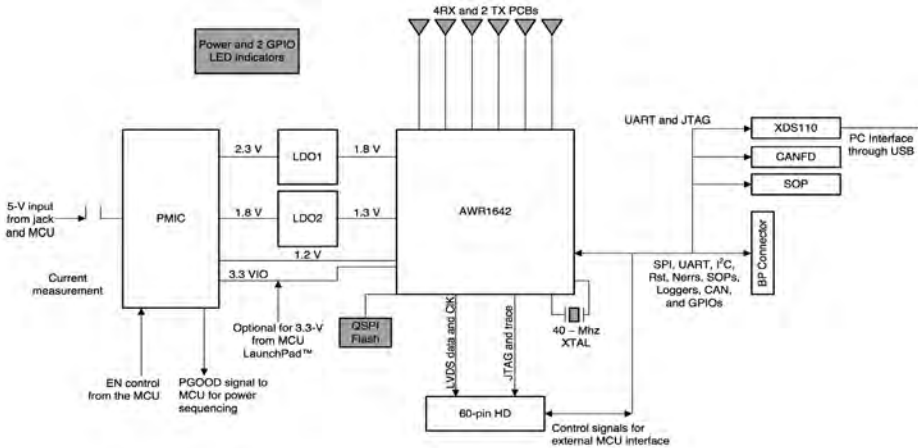 4RX and 2 TX PCBs
Power and 2 GPIO
LED indicators
UART and JTAG
XDS110
PC Interface
through USB
CANFD
SOP
2.3 V
LDO1
1.8 V
5-V input
from jack
and MCU
PMIC
1.8 V
LDO2
1.3 V
AWR1642
1.2 V
3.3 VIO
Current
measurement
SPI, UART, I²C,
Rst, Nerrs, SOPs,
Loggers, CAN,
and GPIOs
BP Connector
Optional for 3.3-V
from MCU
LaunchPad™
QSPI
Flash
LVDS data and ClK
JTAG and trace
40 – Mhz
XTAL
EN control
from the MCU
PGOOD signal to
MCU for power
sequencing
60-pin HD
Control signals for
external MCU interface